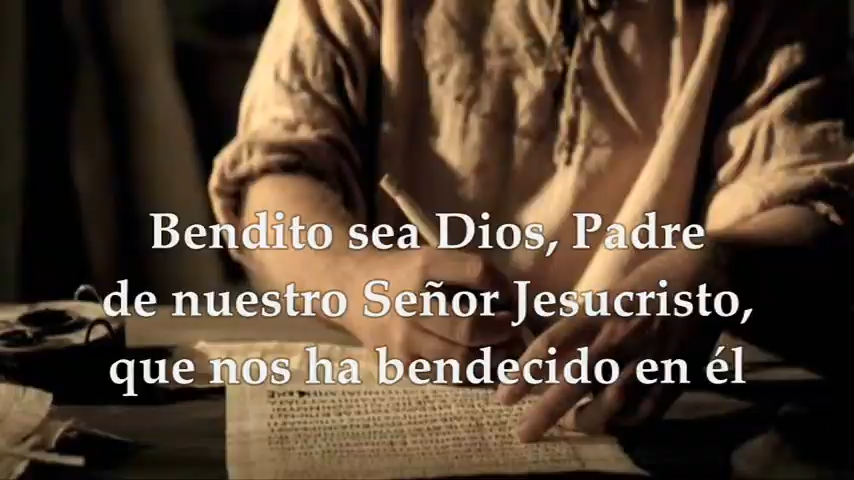 Bendito sea Dios, Padre
de nuestro Señor Jesucristo,
que nos ha bendecido en él